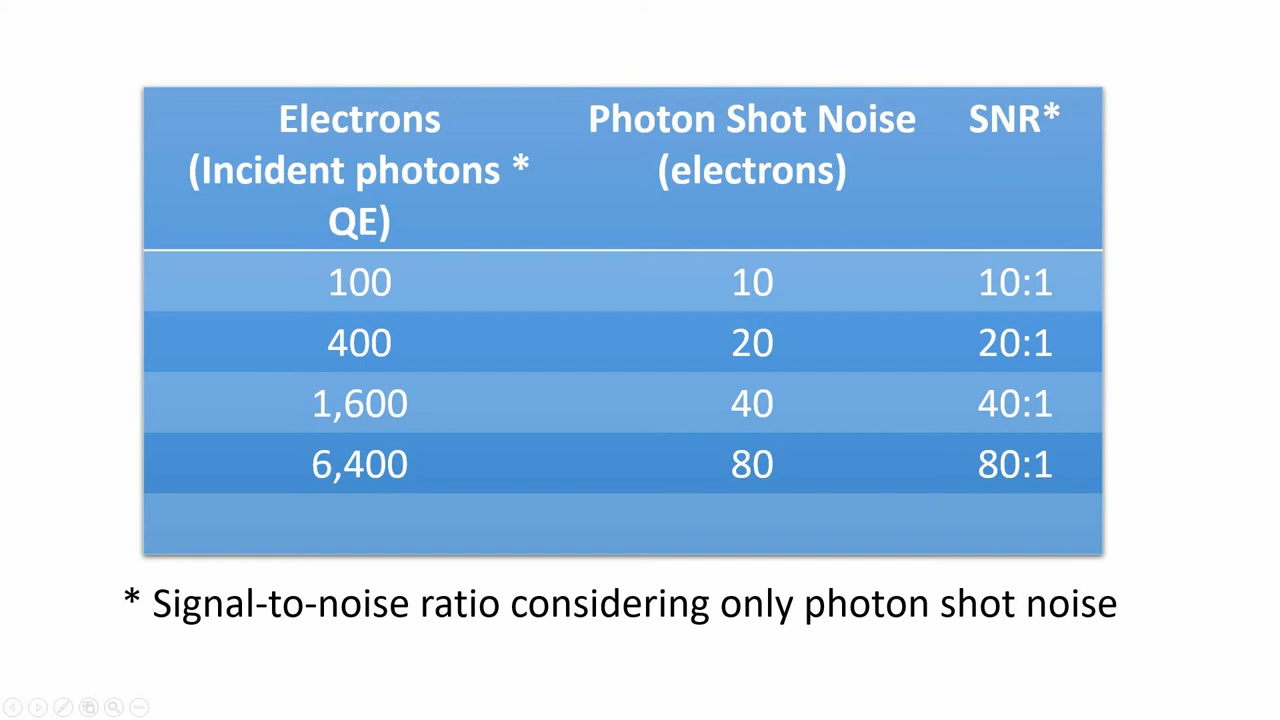 Electrons
(Incident photons *
QE)
Photon Shot Noise
(electrons)
SNR*
100 10 10:1
400 20 20:1
1,600 40 40:1
6,400 80 80:1
* Signal-to-noise ratio considering only photon shot noise